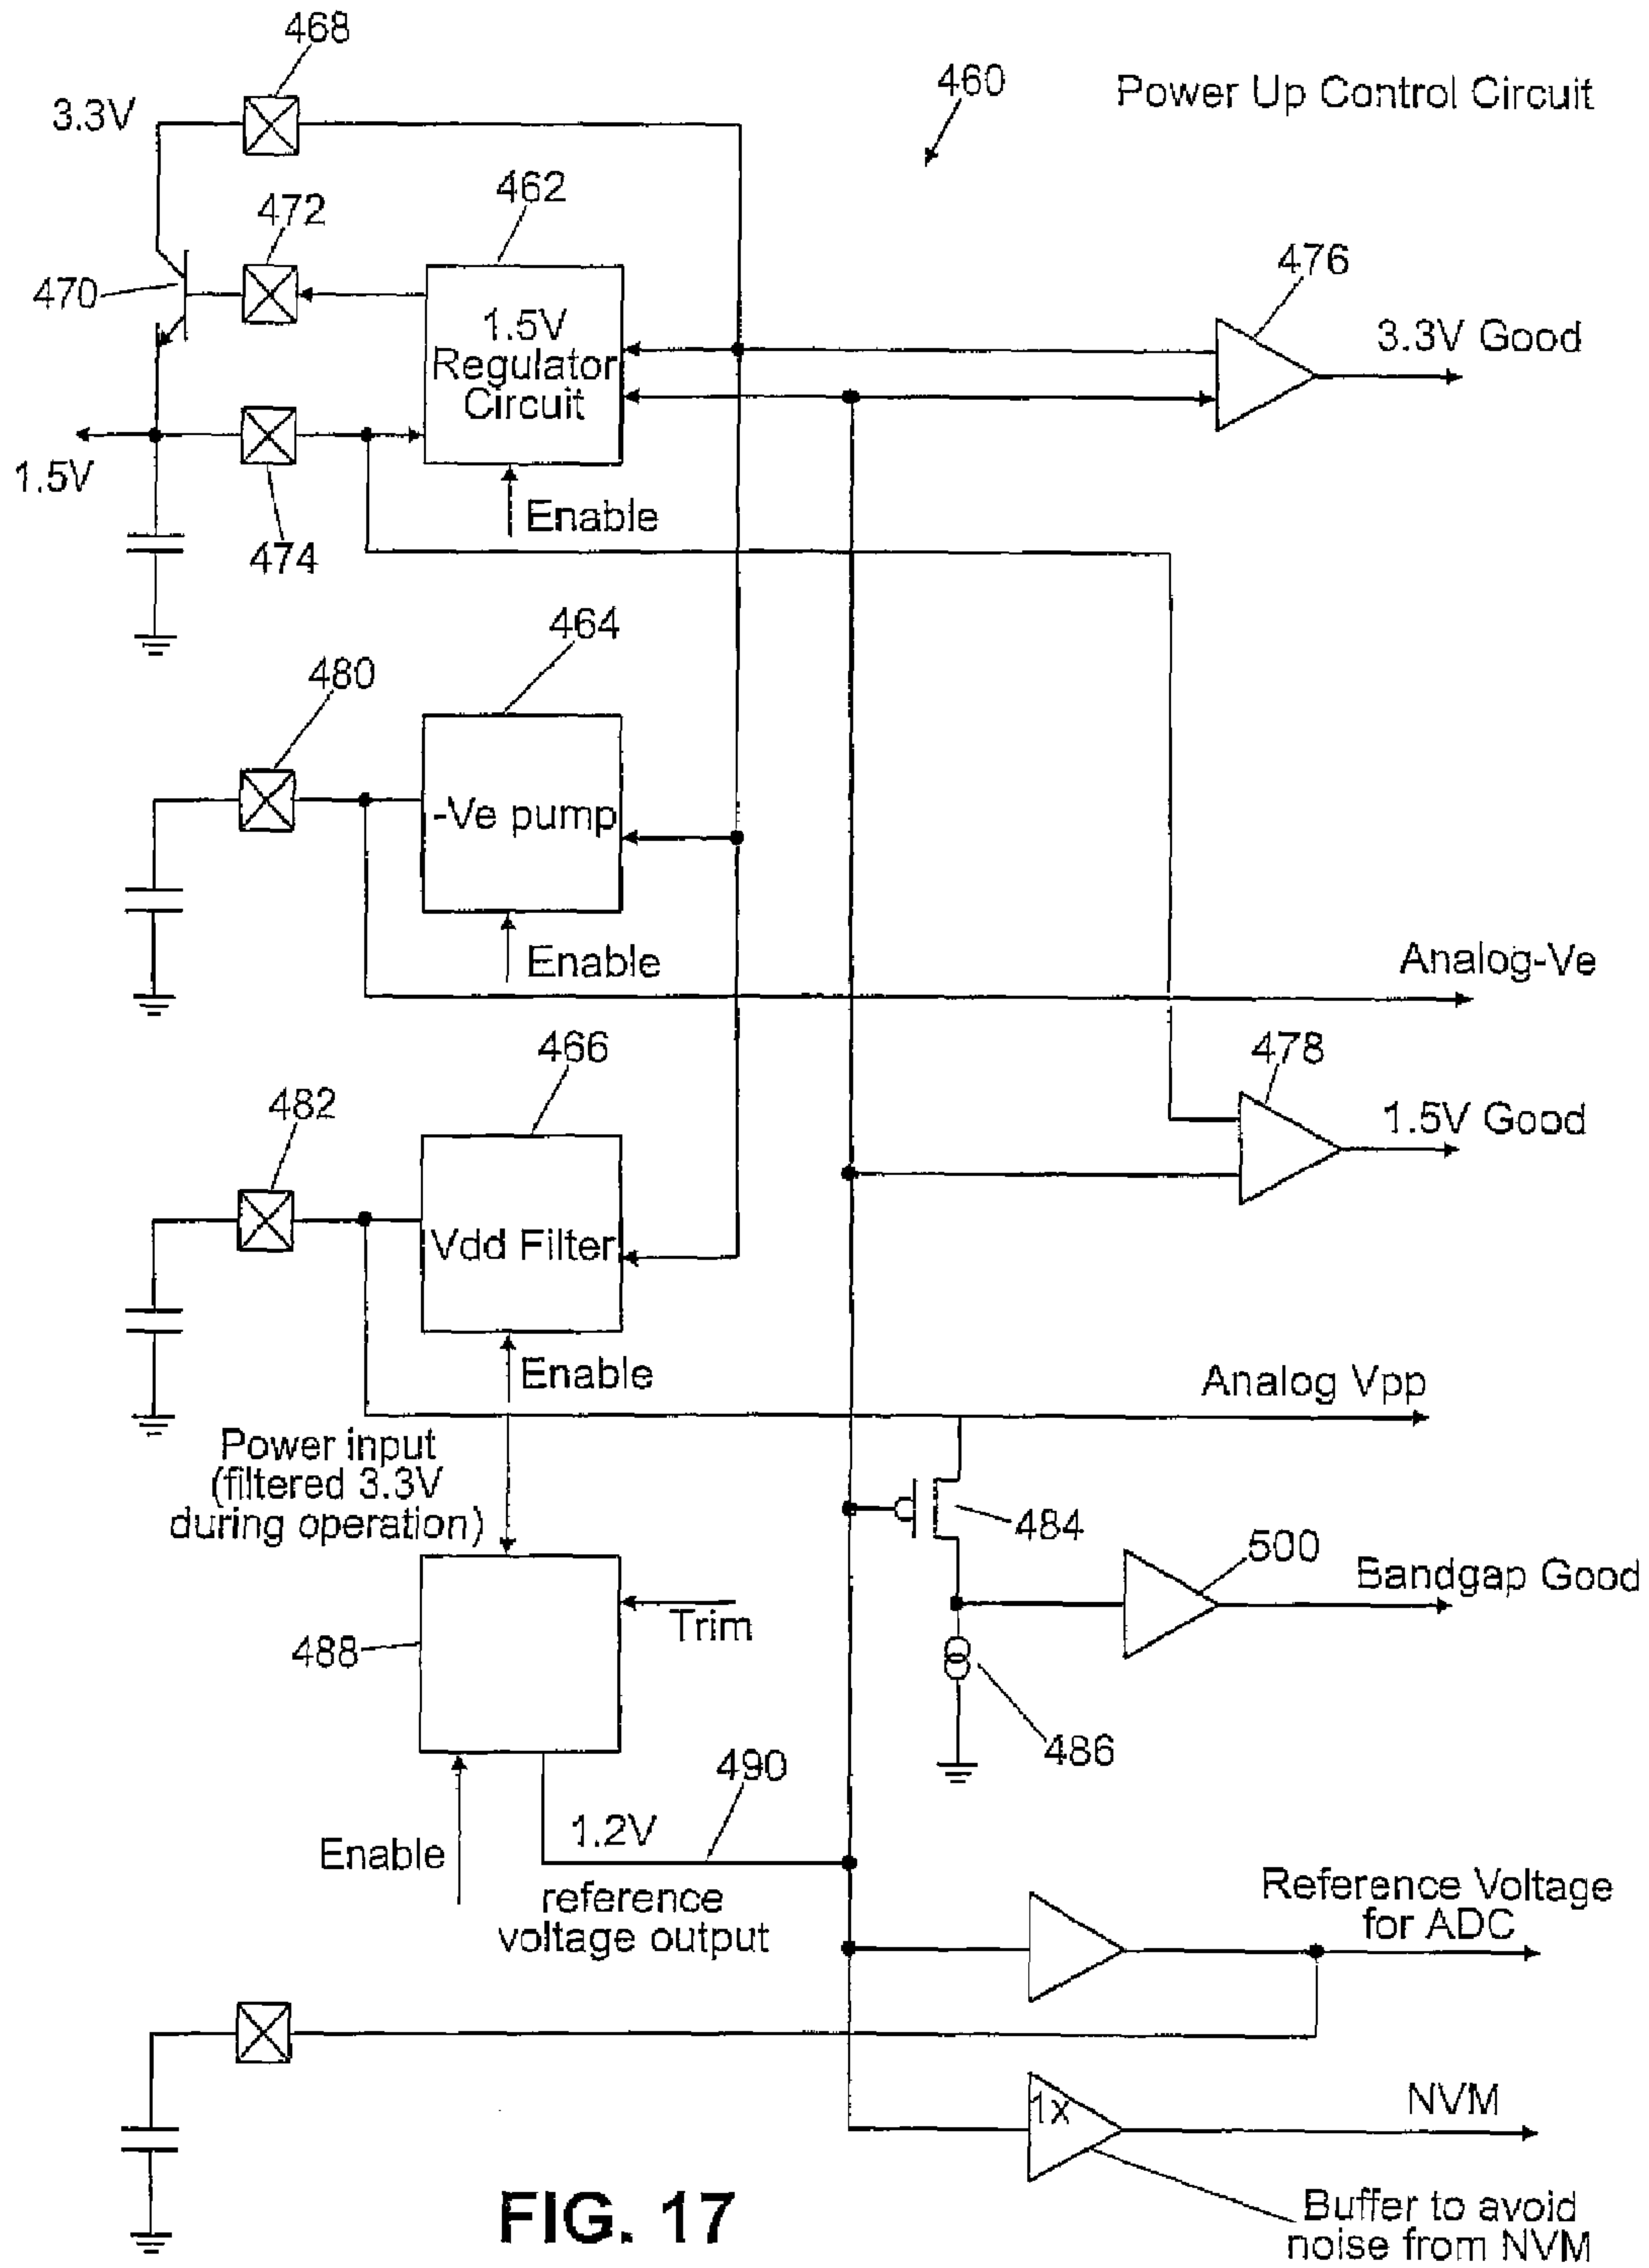 468
3.3V
460
Power Up Control Circuit
462
472
470
476
1.5V
Regulator
Circuit
3.3V Good
1.5V
474
Enable
464
480
-Ve pump
Enable
Analog-Ve
466
478
482
1.5V Good
Vdd Filter
Enable
Analog Vpp
Power input
(filtered 3.3V
during operation)
484
500
Bandgap Good
Trim
488
486
490
1.2V
Enable
reference
voltage output
Reference Voltage
for ADC
1x
NVM
Buffer to avoid
noise from NVM
FIG. 17